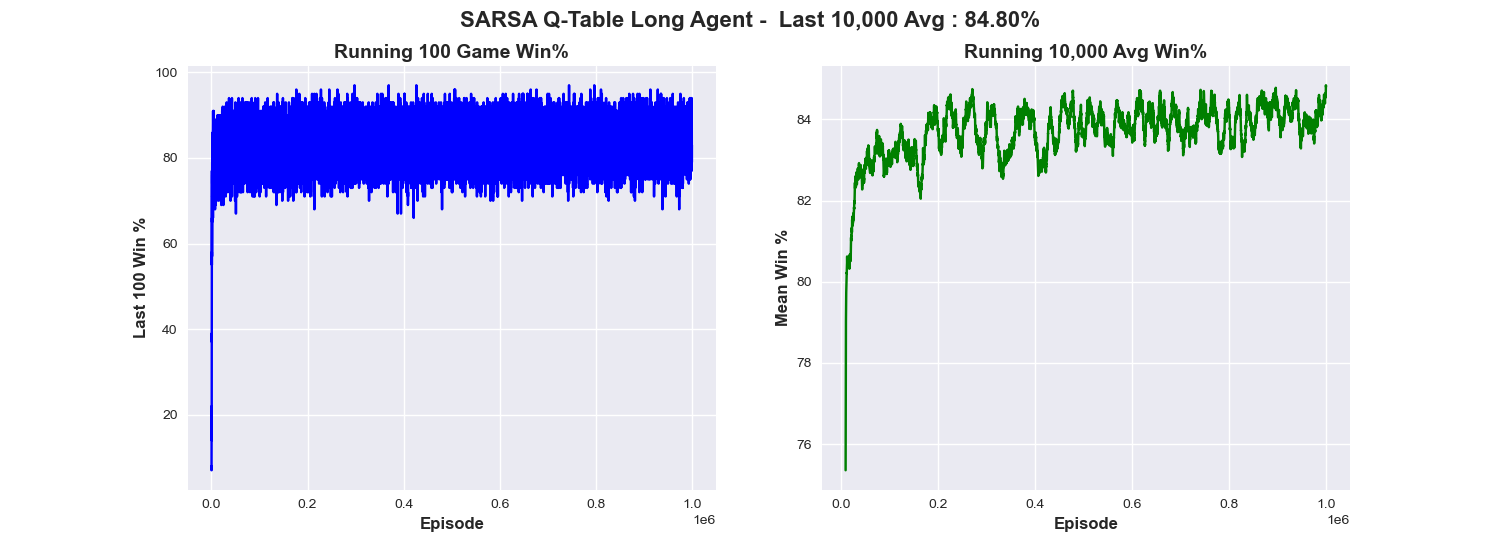 SARSA Q-Table Long Agent -  Last 10,000 Avg : 84.80%
Running 100 Game Win%
Last 100 Win %
100
80
60
40
20
0.0 0.2 0.4 0.6 0.8 1.0
1e6
Episode
Running 10,000 Avg Win%
Mean Win %
84
82
80
78
76
0.0 0.2 0.4 0.6 0.8 1.0
1e6
Episode